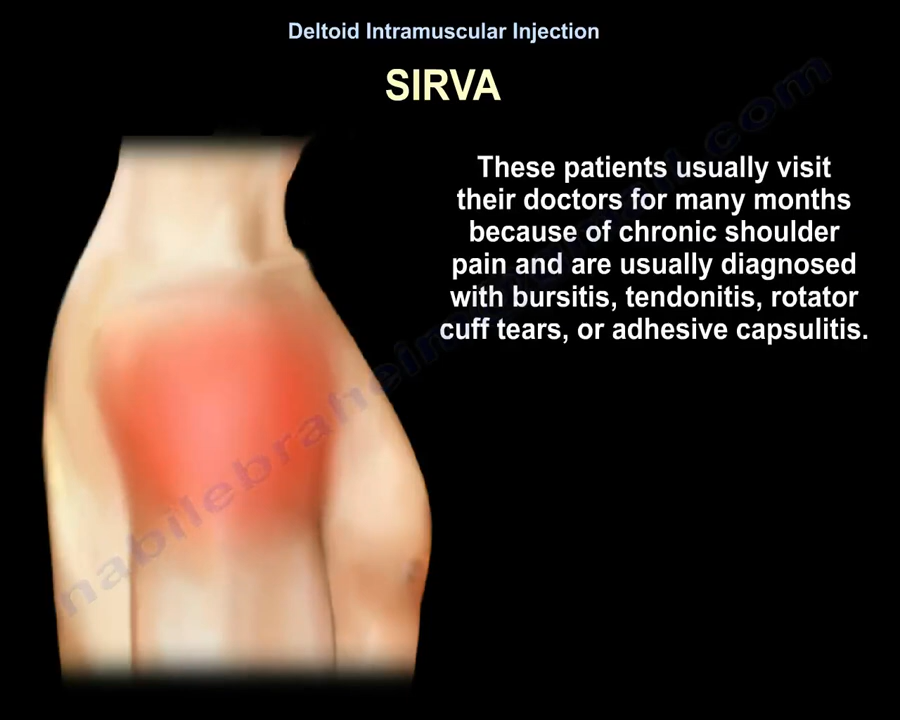 Deltoid Intramuscular Injection
SIRVA
These patients usually visit
their doctors for many months
because of chronic shoulder
pain and are usually diagnosed
with bursitis, tendonitis, rotator
cuff tears, or adhesive capsulitis.